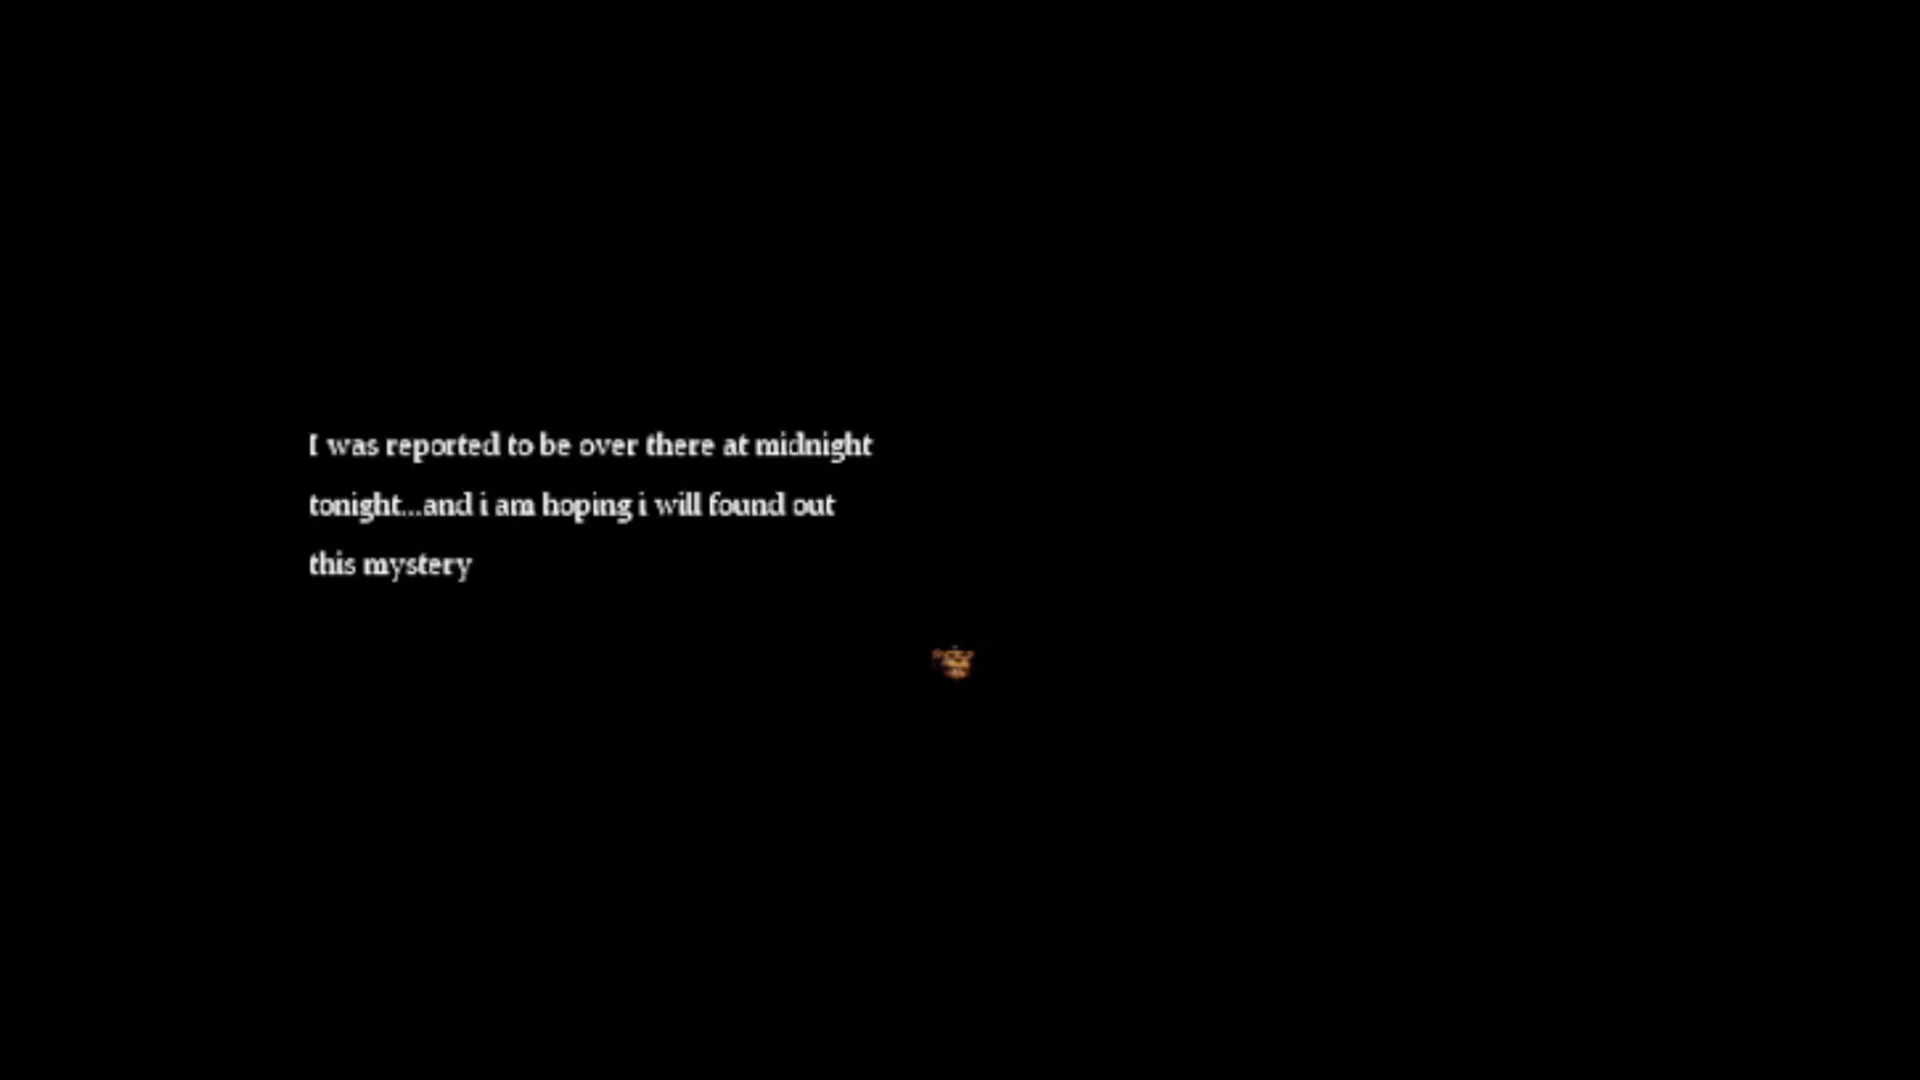 I was reported to be over there at midnight
tonight...and i am hoping i will found out
this mystery